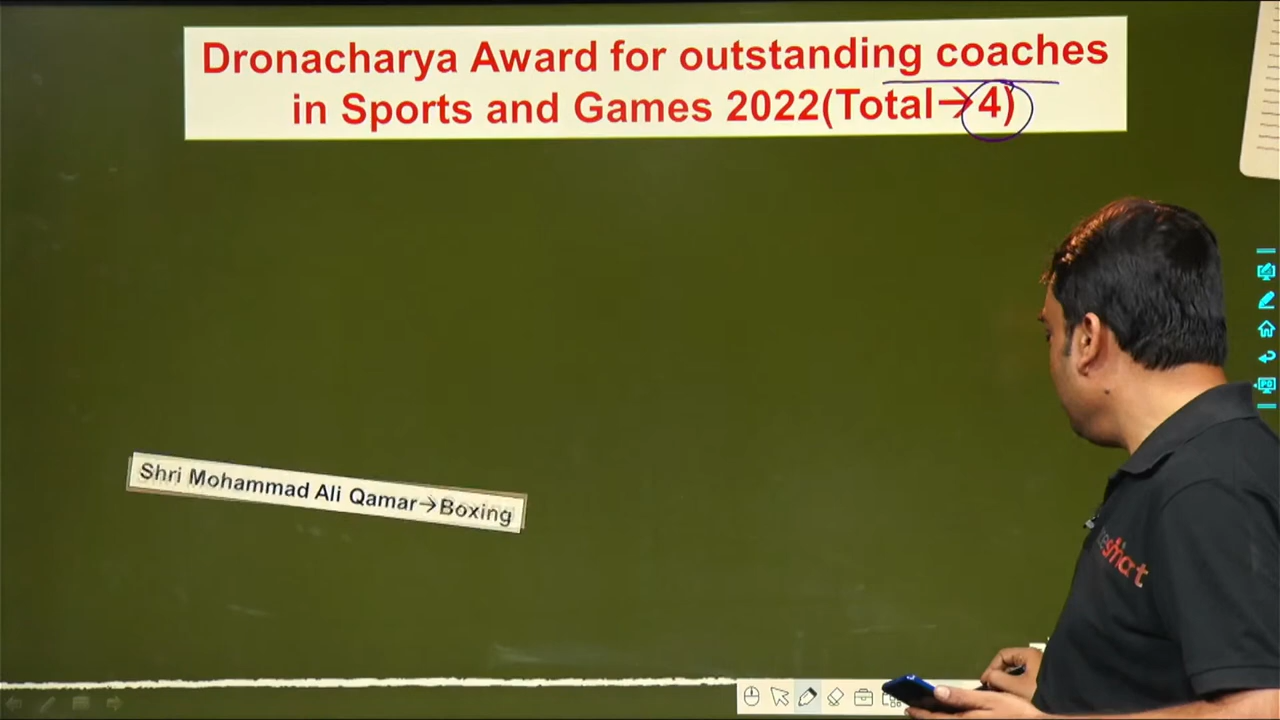 Dronacharya Award for outstanding coaches
in Sports and Games 2022(Total→4)
Shri Mohammad Ali Qamar→Boxing